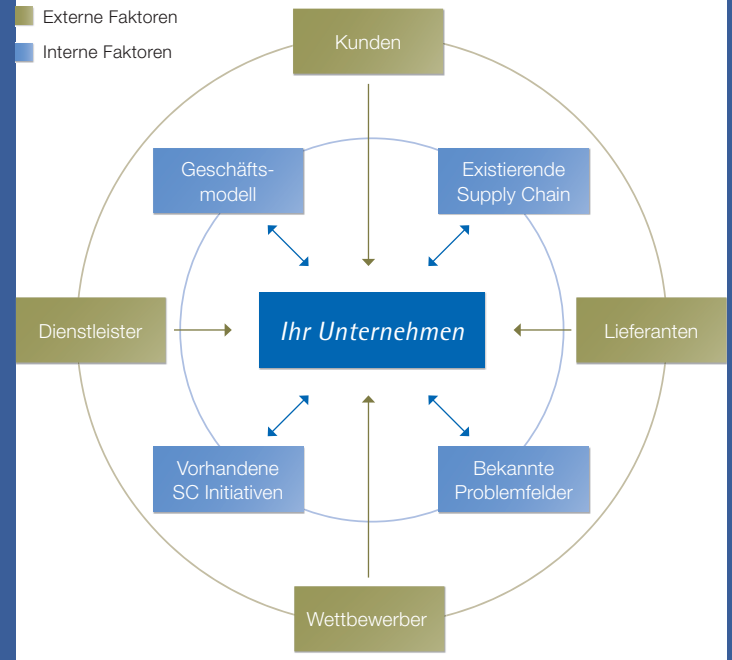 Externe Faktoren
Interne Faktoren
Kunden
Geschäfts-
modell
Existierende
Supply Chain
Dienstleister
Ihr Unternehmen
Lieferanten
Vorhandene
SC Initiativen
Bekannte
Problemfelder
Wettbewerber